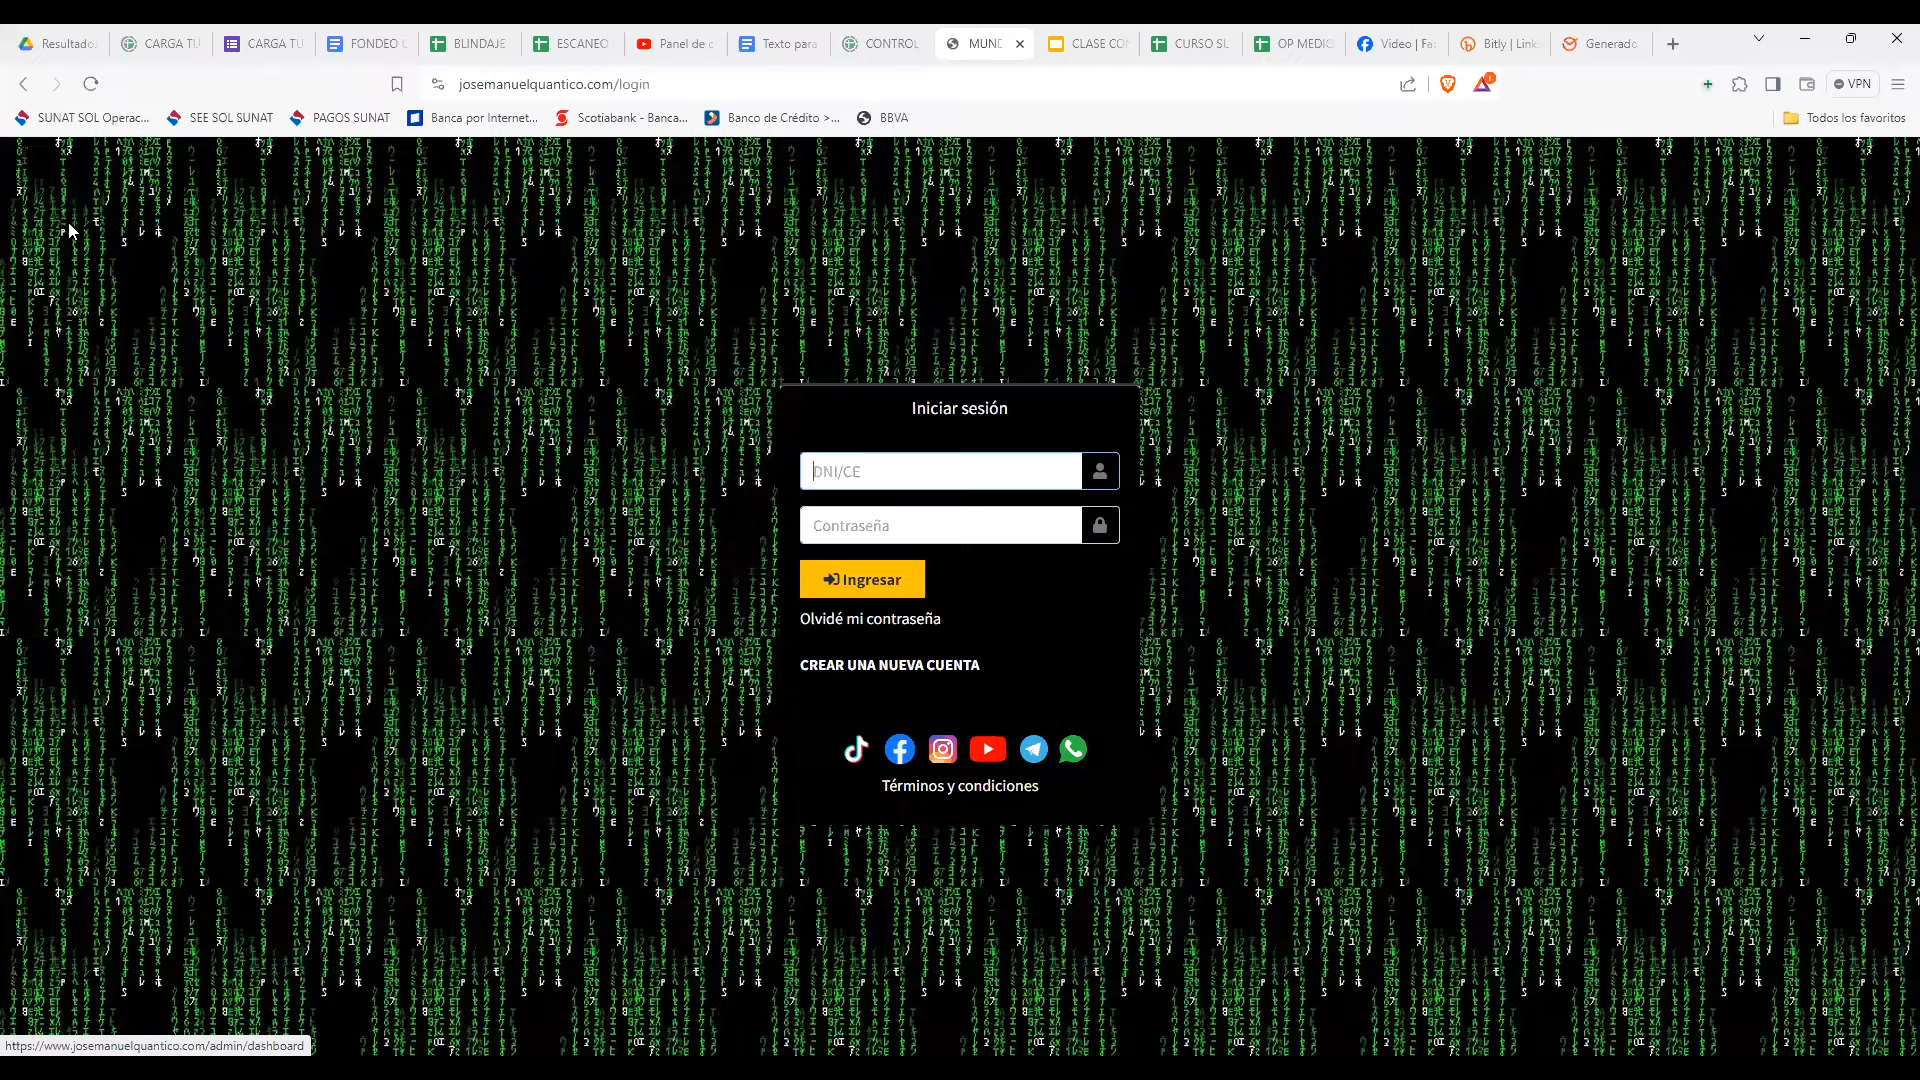 Resultado
CARGA TU
CARGA TU
FONDEO C
BLINDAJE
ESCANEO
Panel de c
Texto para
CONTROL
MUND
CLASE CO
CURSO SU
OP MEDIC
Video | Fa
Bitly | Link
Generado
josemanuelquantico.com/login
VPN
SUNAT SOL Operac...
SEE SOL SUNAT
PAGOS SUNAT
Banca por Internet...
Scotiabank - Banca...
Banco de Crédito >...
BBVA
Todos los favoritos
Iniciar sesión
DNI/CE
Contraseña
Ingresar
Olvidé mi contraseña
CREAR UNA NUEVA CUENTA
Términos y condiciones
https://www.josemanuelquantico.com/admin/dashboard